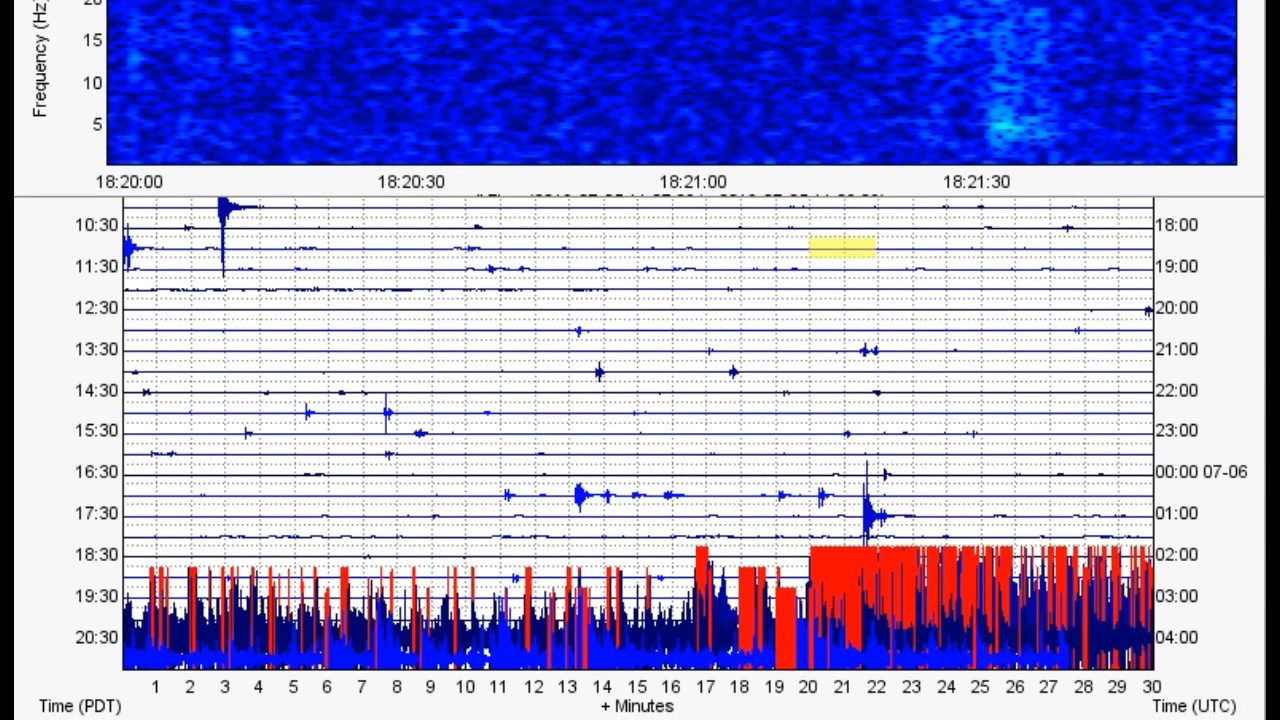 Frequency (Hz)
20
15
10
5
18:20:00 18:20:30 18:21:00 18:21:30
10:30 18:00
11:30 19:00
12:30 20:00
13:30 21:00
14:30 22:00
15:30 23:00
16:30 00:00 07-06
17:30 01:00
18:30 02:00
19:30 03:00
20:30 04:00
1 2 3 4 5 6 7 8 9 10 11 12 13 14 15 16 17 18 19 20 21 22 23 24 25 26 27 28 29 30
Time (PDT) + Minutes Time (UTC)